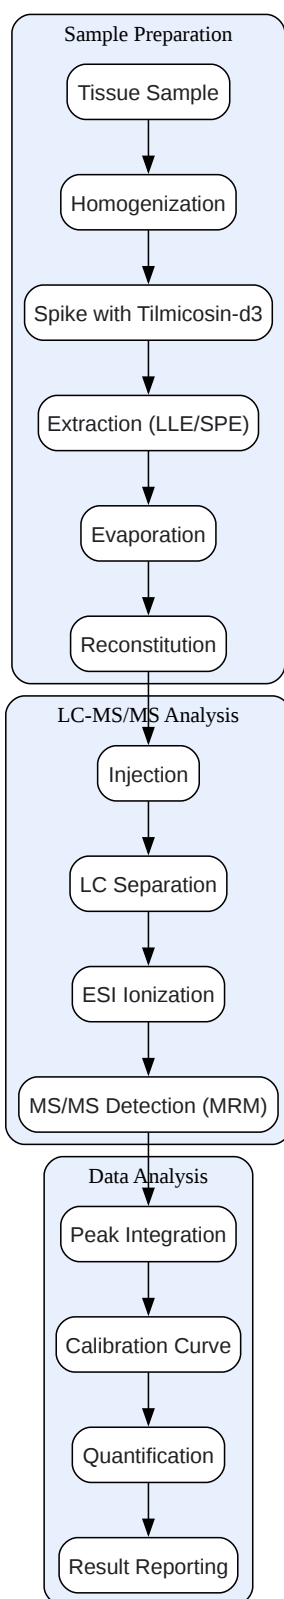 Sample Preparation
Tissue Sample
Homogenization
Spike with Tilmicosin-d3
Extraction (LLE/SPE)
Evaporation
Reconstitution
LC-MS/MS Analysis
Injection
LC Separation
ESI Ionization
MS/MS Detection (MRM)
Data Analysis
Peak Integration
Calibration Curve
Quantification
Result Reporting